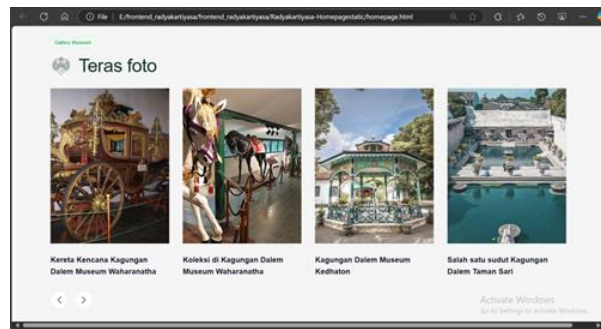 File
E:/frontend_radyakartiyasa/frontend_radyakartiyasa/Radyakartiyasa-Homepagestatic/homepage.html
Gallery Museum
Teras foto
Kereta Kencana Kagungan
Dalem Museum Waharanatha
Koleksi di Kagungan Dalem
Museum Waharanatha
Kagungan Dalem Museum
Kedhaton
Salah satu sudut Kagungan
Dalem Taman Sari
Activate Windows
Go to Settings to activate Windows.